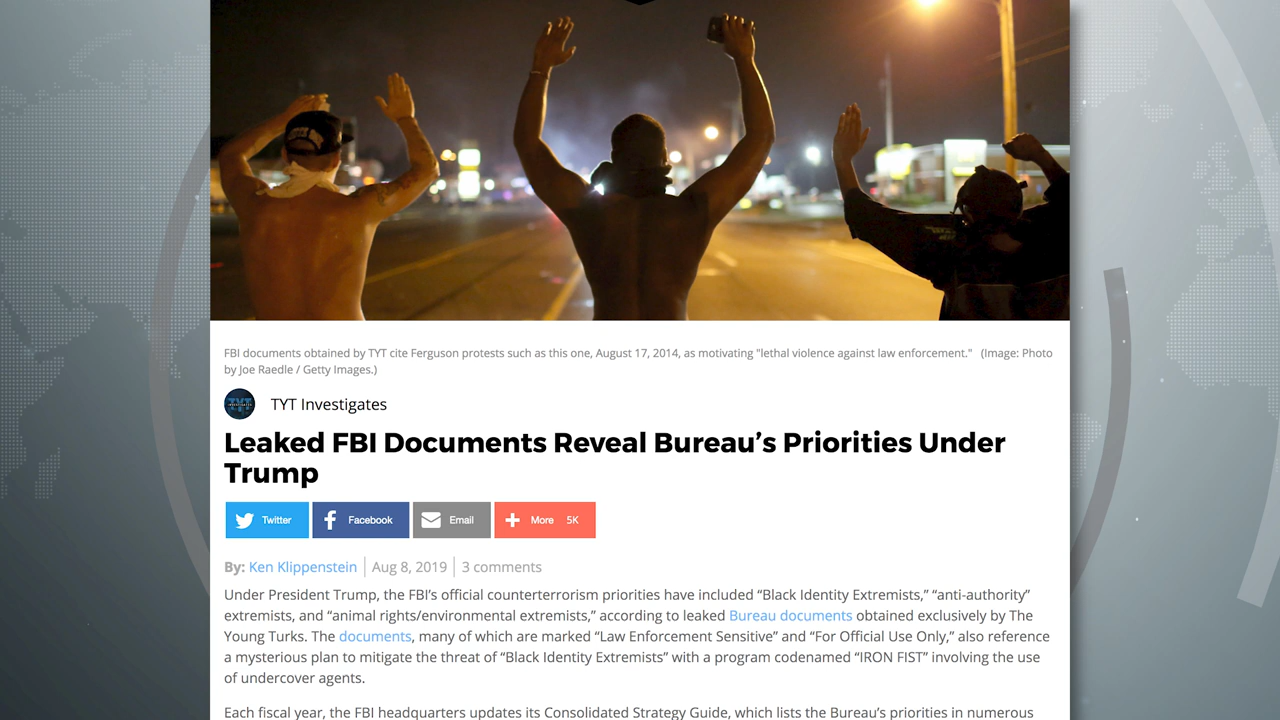 FBI documents obtained by TYT cite Ferguson protests such as this one, August 17, 2014, as motivating "lethal violence against law enforcement."   (Image: Photo
by Joe Raedle / Getty Images.)
TYT Investigates
Leaked FBI Documents Reveal Bureau’s Priorities Under
Trump
Twitter Facebook Email More 5K
By: Ken Klippenstein Aug 8, 2019 3 comments
Under President Trump, the FBI’s official counterterrorism priorities have included “Black Identity Extremists,” “anti-authority”
extremists, and “animal rights/environmental extremists,” according to leaked Bureau documents obtained exclusively by The
Young Turks. The documents, many of which are marked “Law Enforcement Sensitive” and “For Official Use Only,” also reference
a mysterious plan to mitigate the threat of “Black Identity Extremists” with a program codenamed “IRON FIST” involving the use
of undercover agents.
Each fiscal year, the FBI headquarters updates its Consolidated Strategy Guide, which lists the Bureau’s priorities in numerous